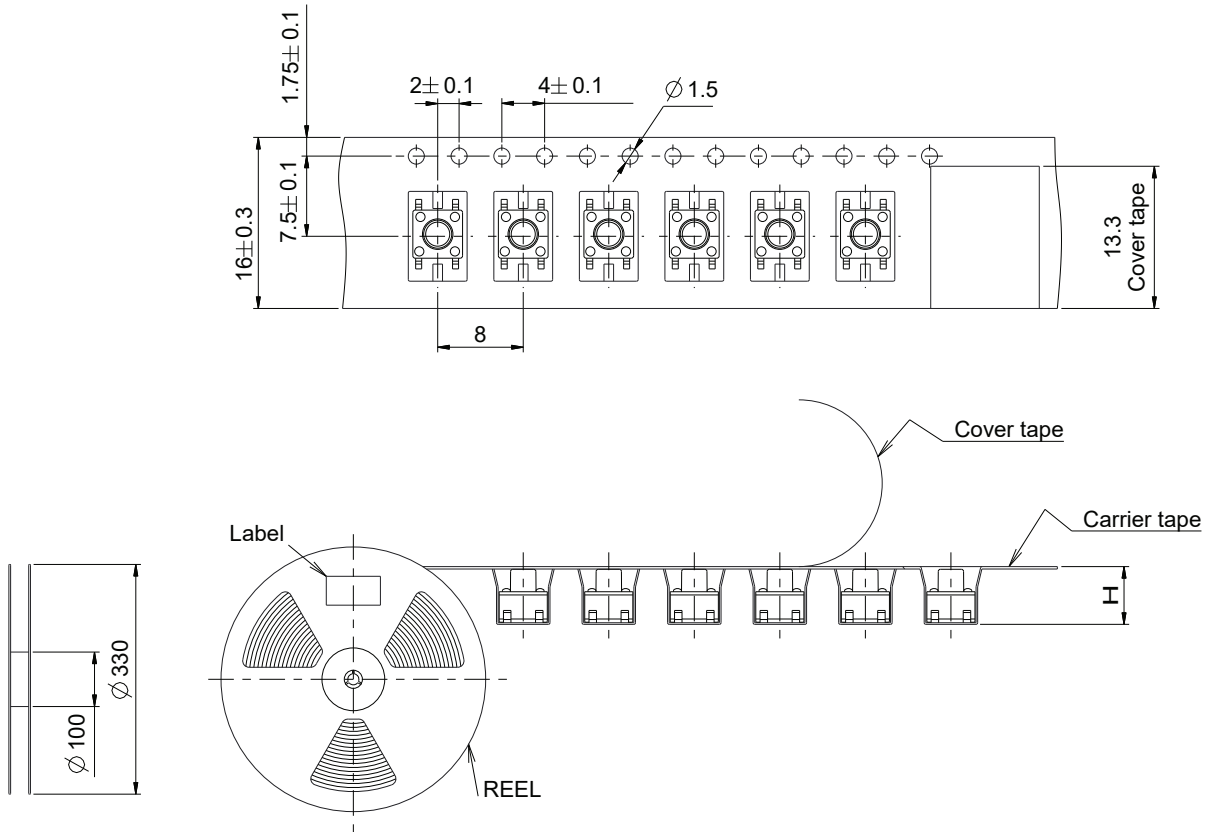 1.75± 0.1
2± 0.1
4± 0.1
∅ 1.5
16±0.3
7.5± 0.1
13.3
Cover tape
8
Cover tape
Carrier tape
Label
H
∅ 330
∅ 100
REEL